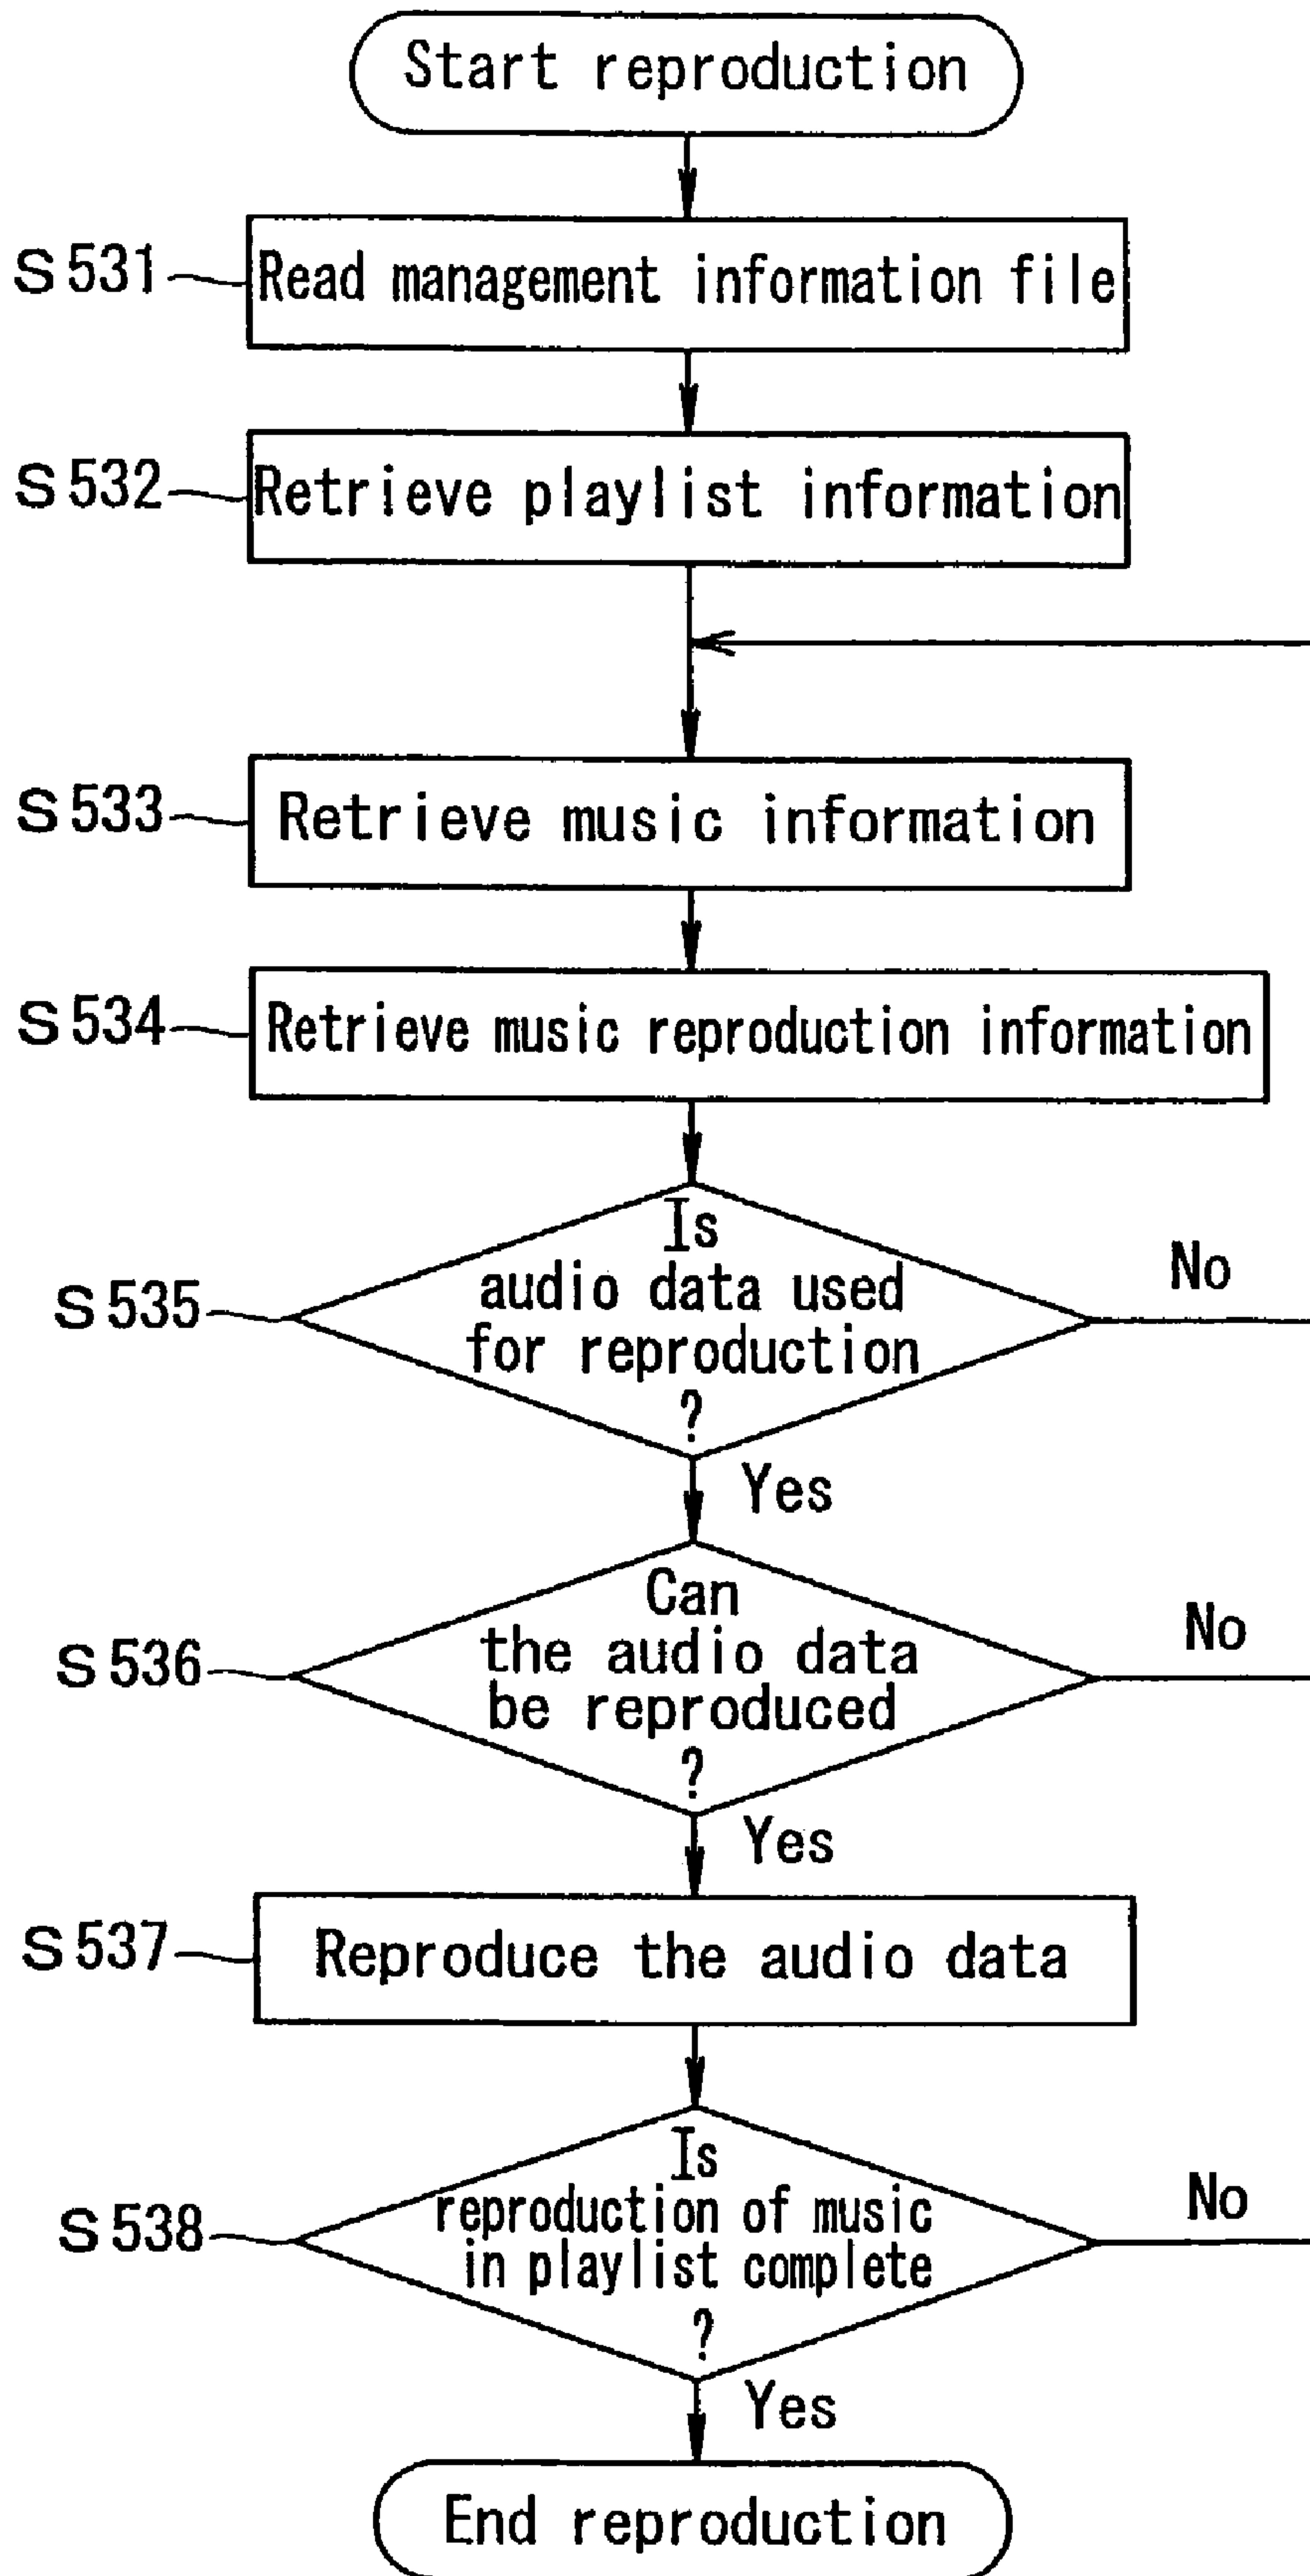 Start reproduction
S531
Read management information file
S532
Retrieve playlist information
S533
Retrieve music information
S534
Retrieve music reproduction information
S535
Is
audio data used
for reproduction
?
No
Yes
S536
Can
the audio data
be reproduced
?
No
Yes
S537
Reproduce the audio data
S538
Is
reproduction of music
in playlist complete
?
No
Yes
End reproduction